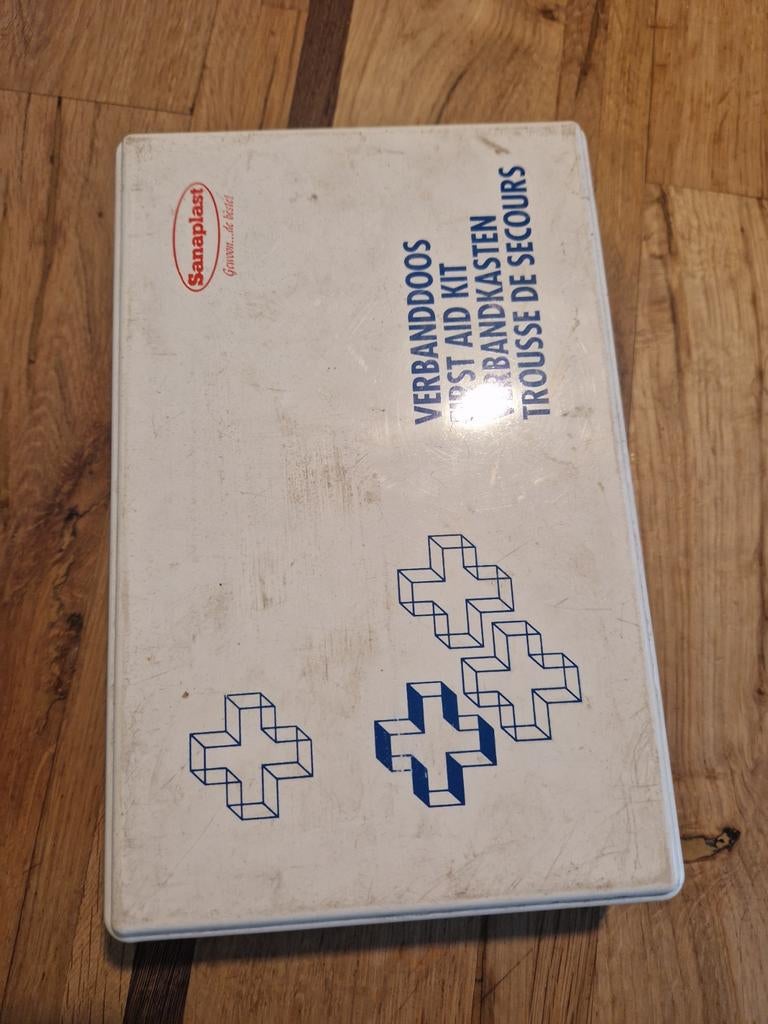 Sanaplast
Gewoon...de beste!
VERBANDDOOS
FIRST AID KIT
VERBANDKASTEN
TROUSSE DE SECOURS